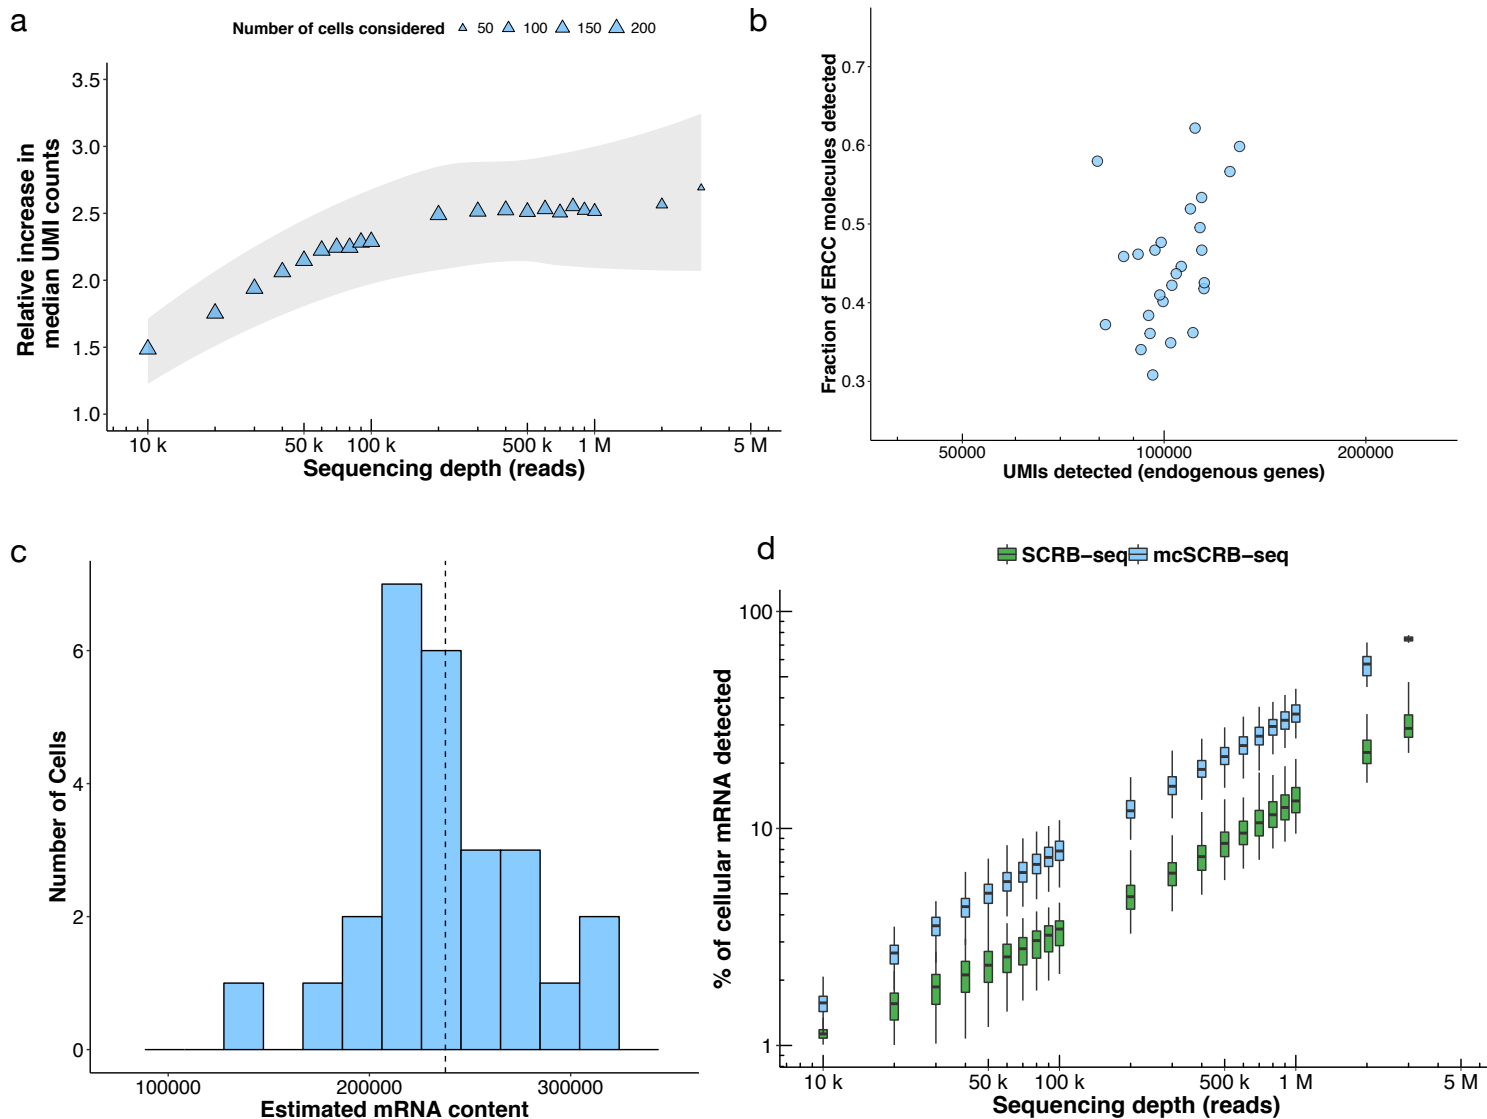 a
Number of cells considered 50 100 150 200
3.5
3.0
2.5
2.0
1.5
1.0
Relative increase in
median UMI counts
10 k 50 k 100 k 500 k 1 M 5 M
Sequencing depth (reads)
b
0.7
0.6
0.5
0.4
0.3
Fraction of ERCC molecules detected
50000 100000 200000
UMIs detected (endogenous genes)
c
6
4
2
0
Number of Cells
100000 200000 300000
Estimated mRNA content
d
SCRB–seq mcSCRB–seq
100
10
1
% of cellular mRNA detected
10 k 50 k 100 k 500 k 1 M 5 M
Sequencing depth (reads)